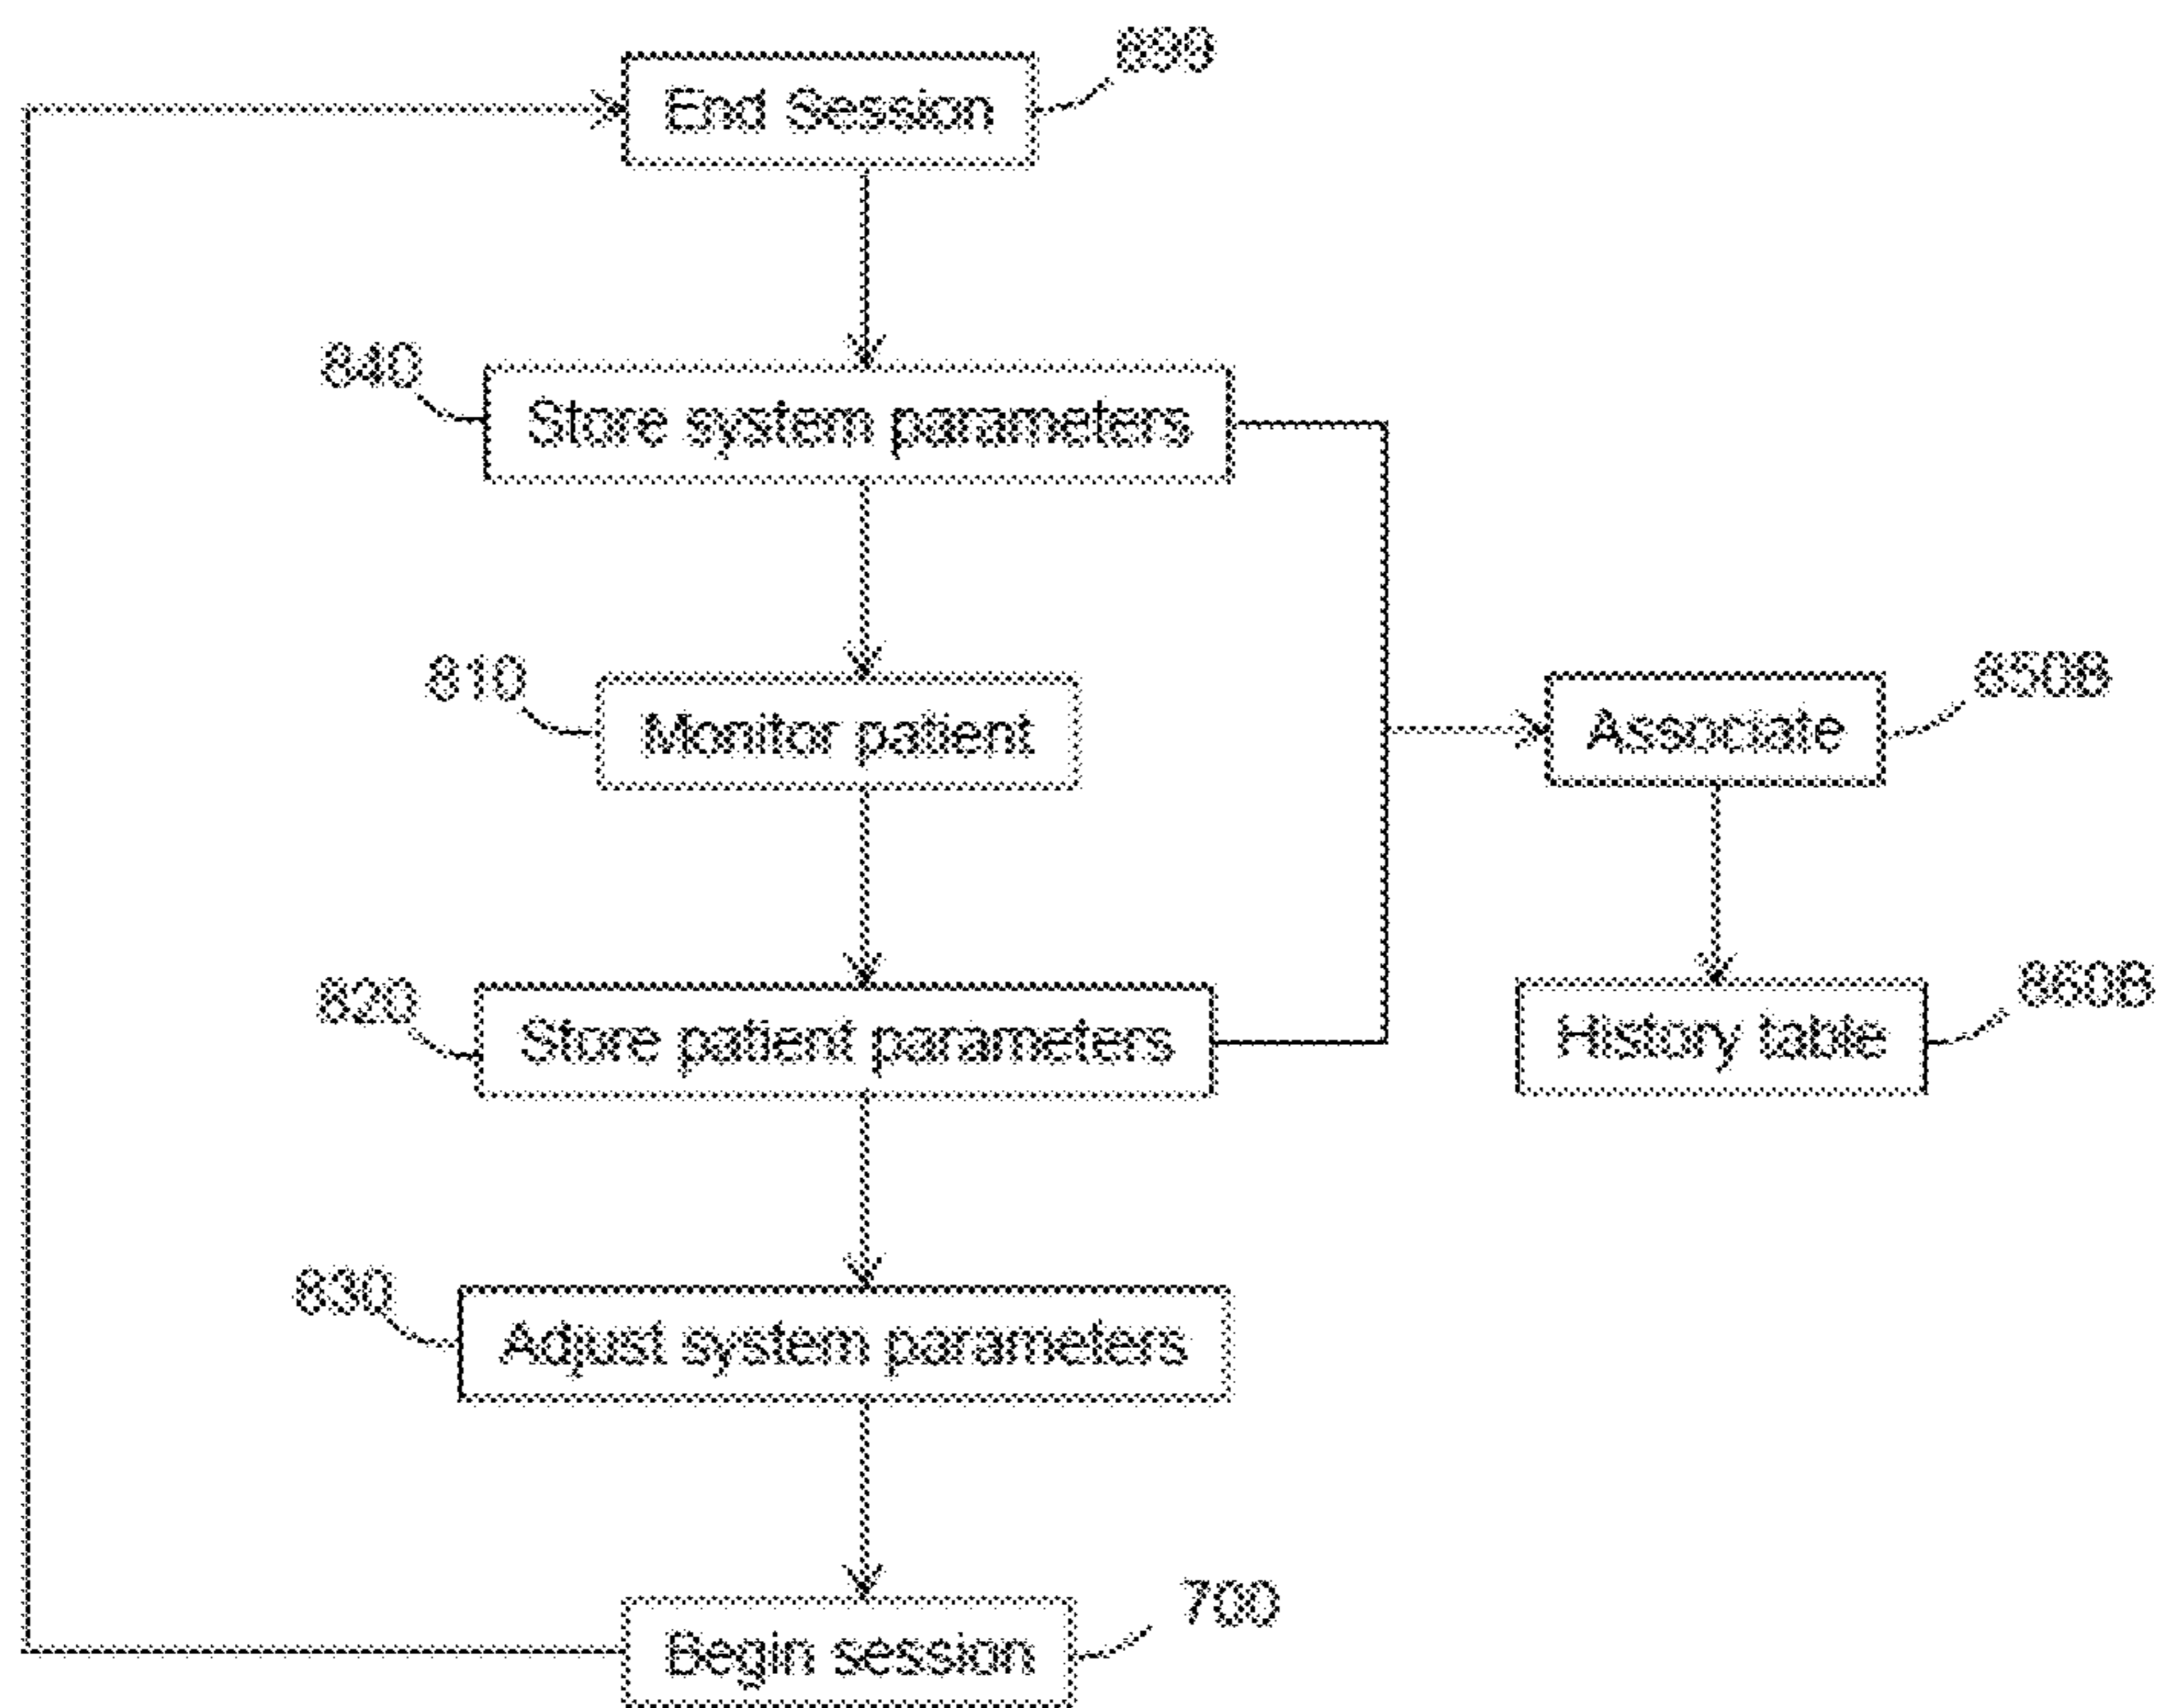 End Session
840
Store system parameters
810
Monitor patient
850B
Associate
820
Store patient parameters
860B
History table
830
Adjust system parameters
700
Begin session